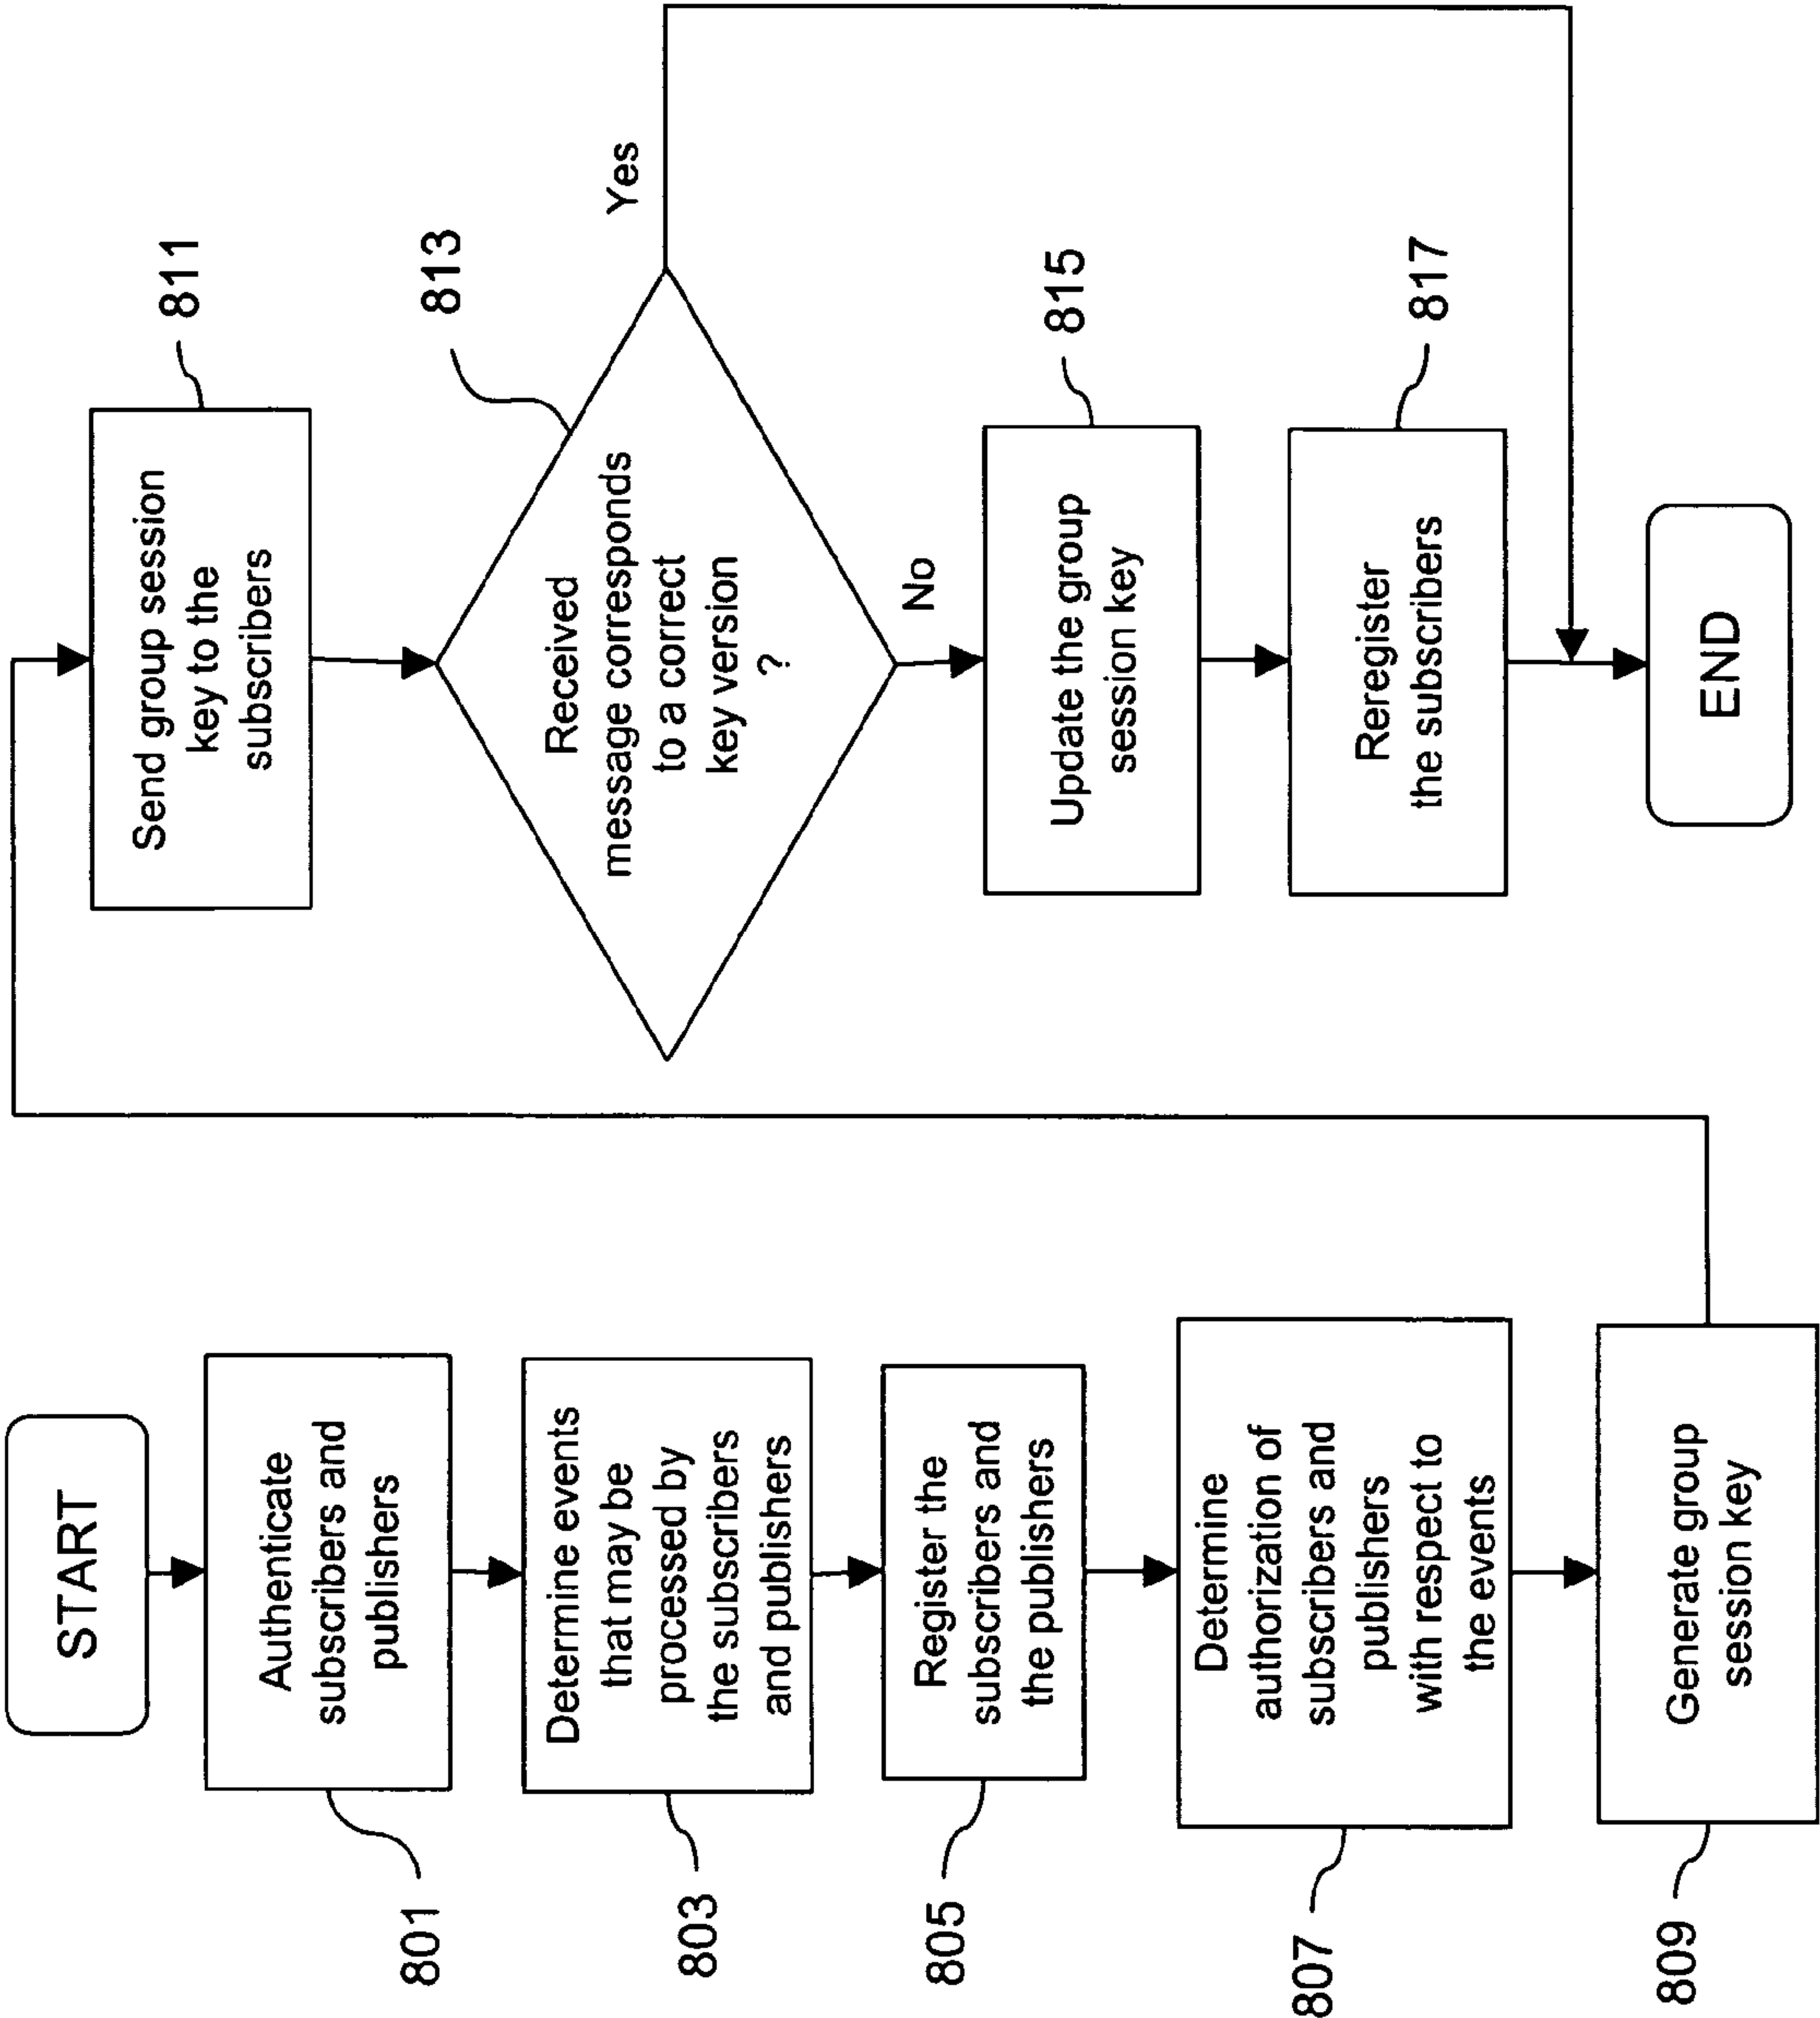 START
Authenticate
subscribers and
publishers
801
Determine events
that may be
processed by
the subscribers
and publishers
803
Register the
subscribers and
the publishers
805
Determine
authorization of
subscribers and
publishers
with respect to
the events
807
Generate group
session key
809
Send group session
key to the
subscribers
811
Received
message corresponds
to a correct
key version
?
813
Yes
No
Update the group
session key
815
Reregister
the subscribers
817
END